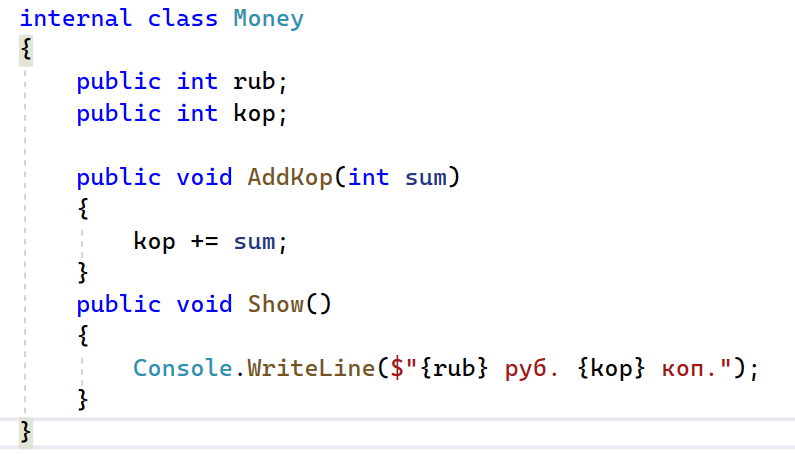 internal class Money
{
    public int rub;
    public int kop;

    public void AddKop(int sum)
    {
        kop += sum;
    }
    public void Show()
    {
        Console.WriteLine($"{rub} руб. {kop} коп.");
    }
}